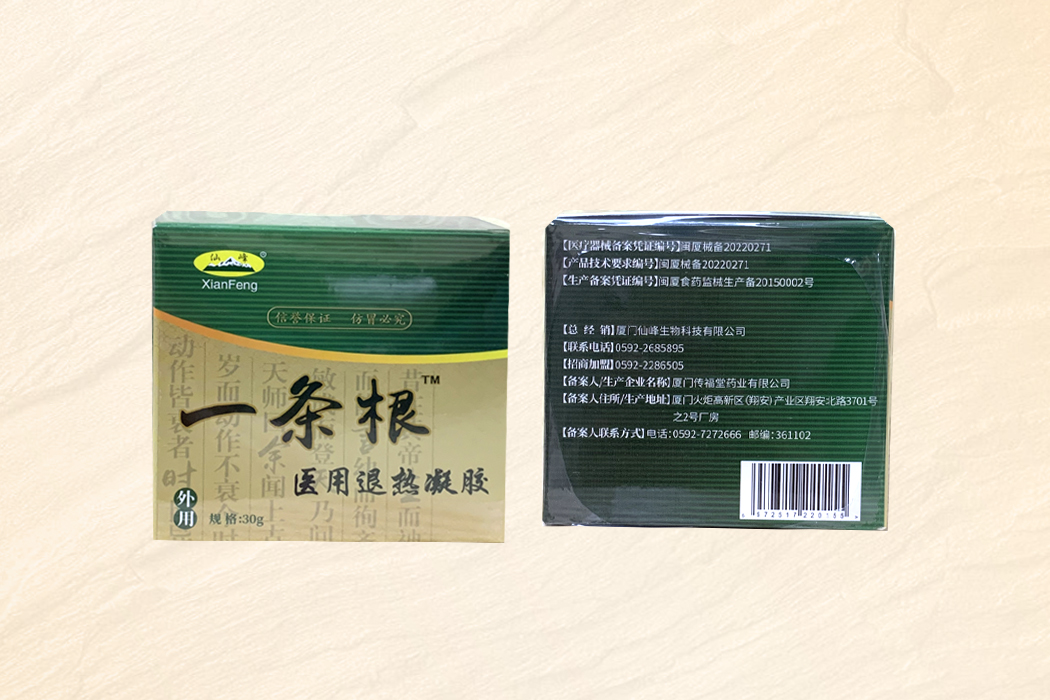 仙峰
®
XianFeng
信誉保证 仿冒必究
一条根™
医用退热凝胶
外用
规格:30g
【医疗器械备案凭证编号】闽厦械备20220271
【产品技术要求编号】闽厦械备20220271
【生产备案凭证编号】闽厦食药监械生产备20150002号
【总 经 销】厦门仙峰生物科技有限公司
【联系电话】0592-2685895
【招商加盟】0592-2286505
【备案人/生产企业名称】厦门传福堂药业有限公司
【备案人住所/生产地址】厦门火炬高新区(翔安)产业区翔安北路3701号
之2号厂房
【备案人联系方式】电话:0592-7272666 邮编:361102